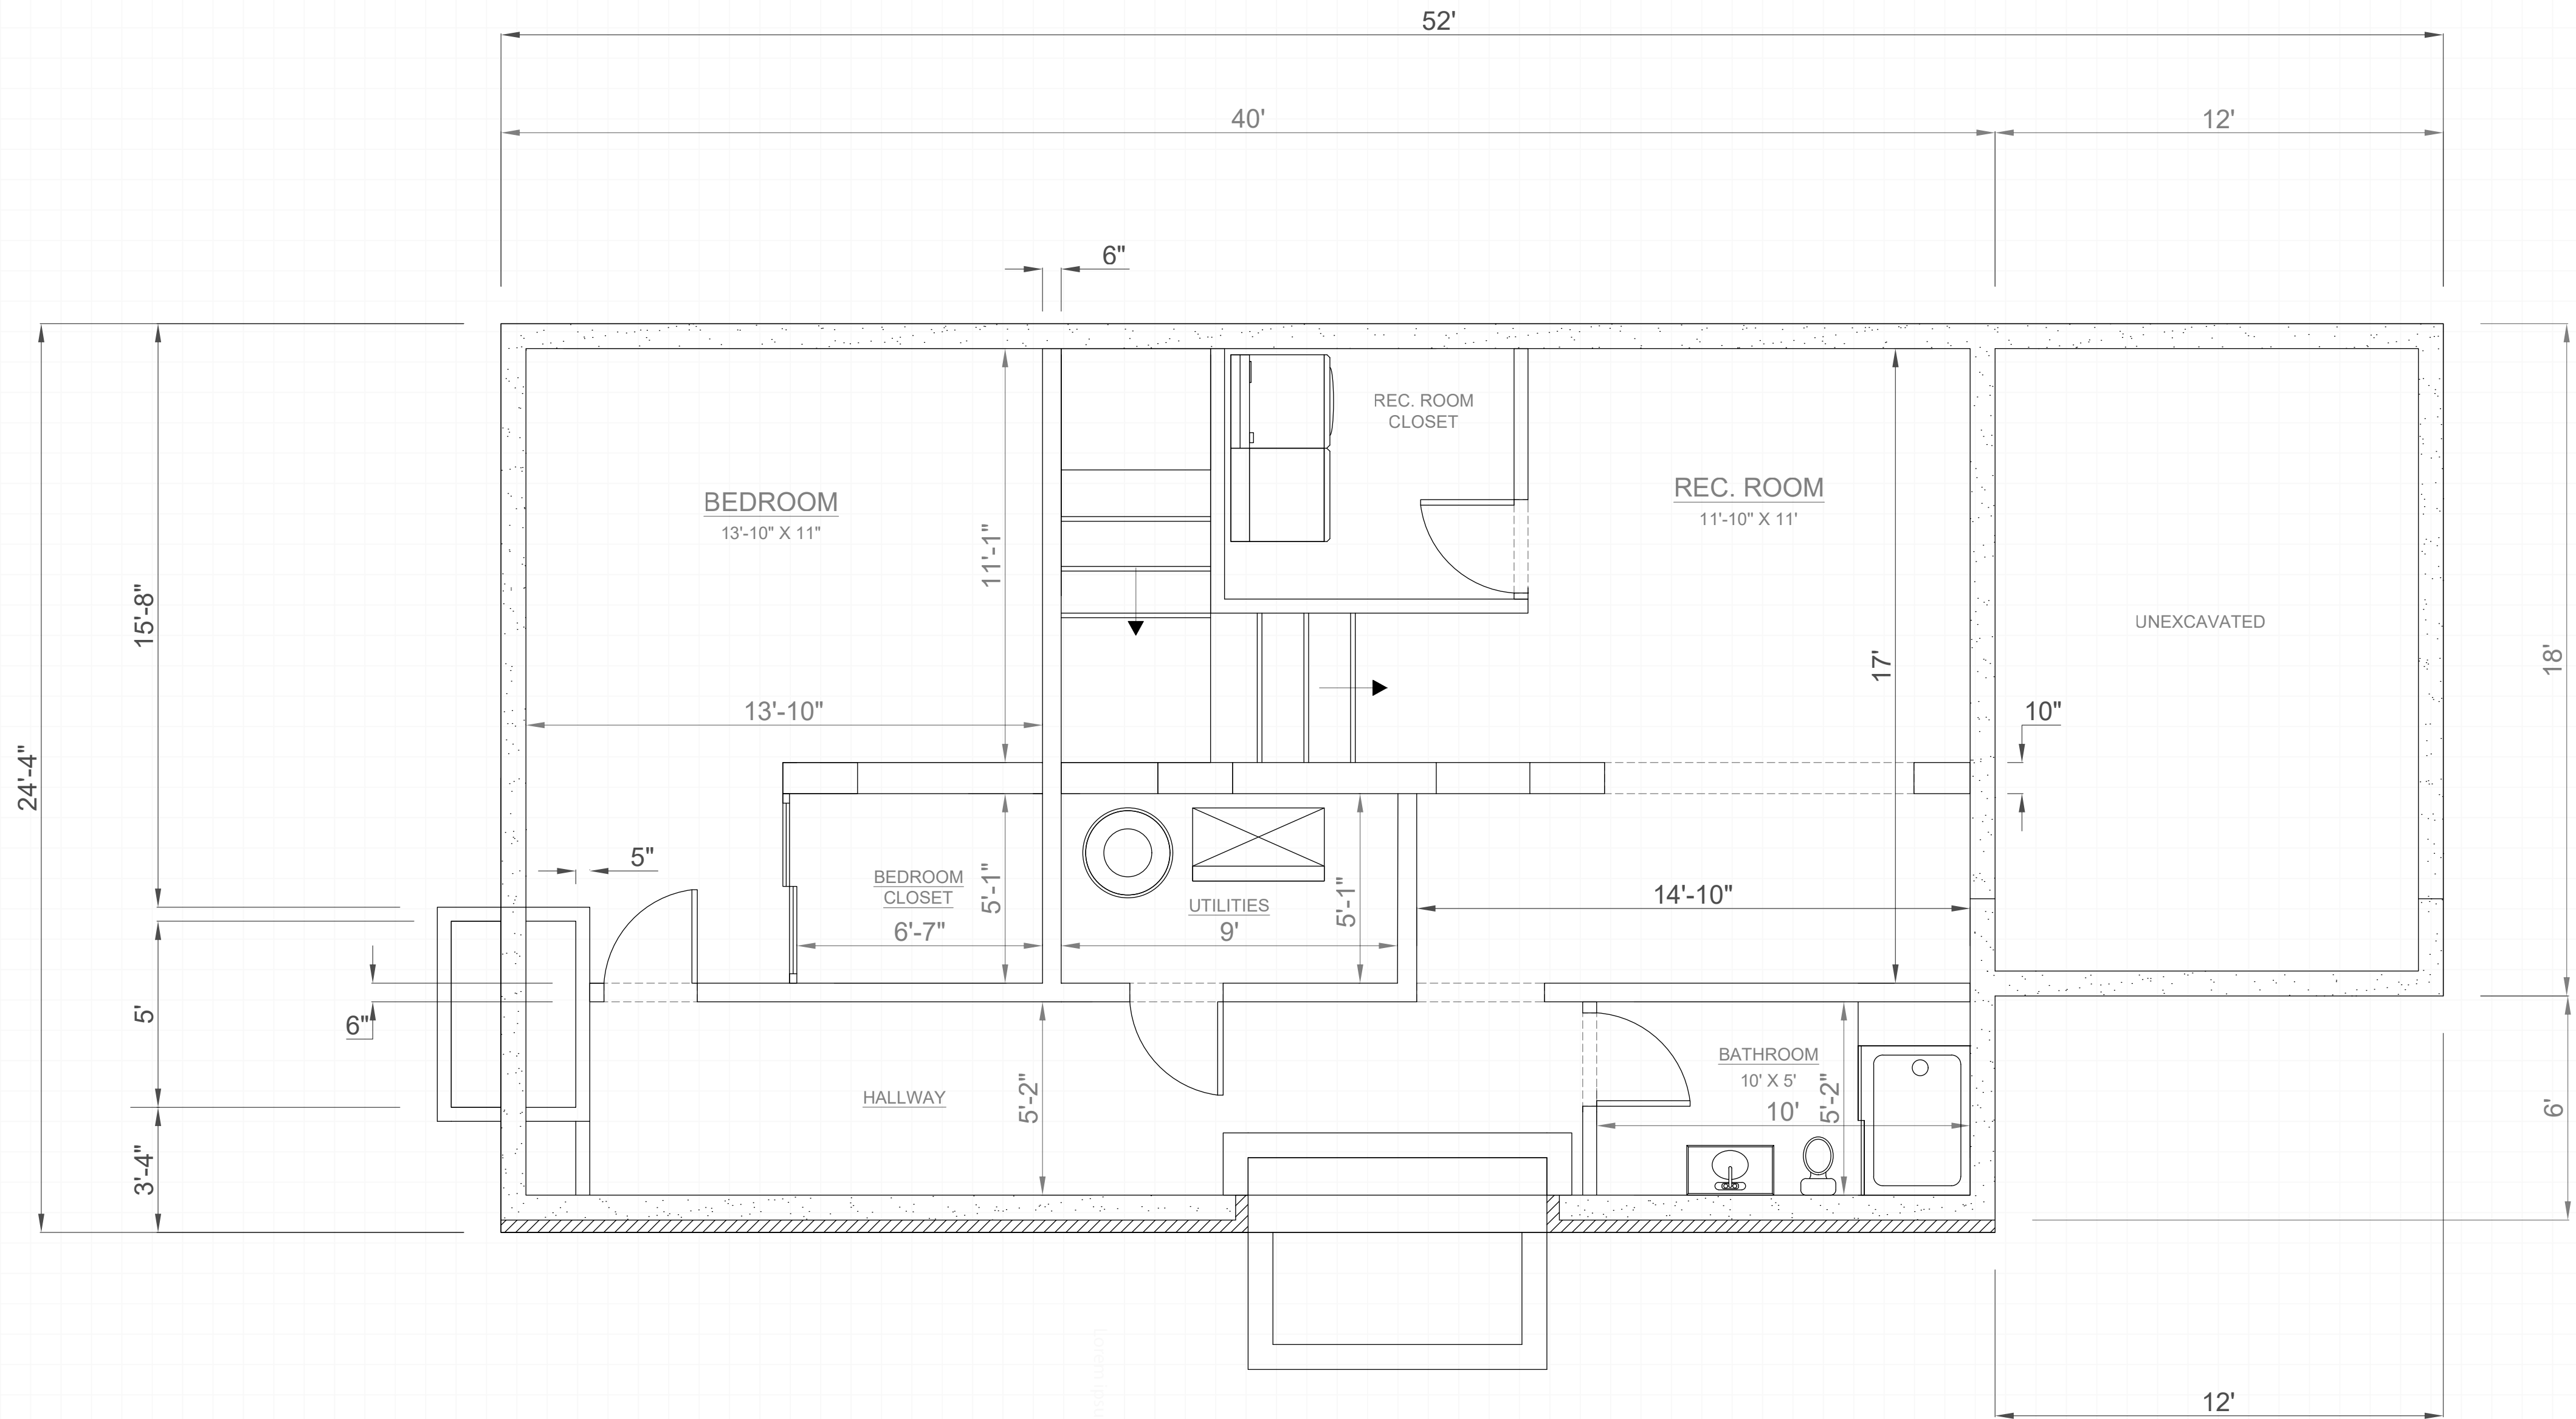 52'
40'
12'
6"
REC. ROOM
CLOSET
BEDROOM
13'-10" X 11"
REC. ROOM
11'-10" X 11'
11'-1"
15'-8"
UNEXCAVATED
17'
18'
13'-10"
10"
24'-4"
5"
BEDROOM
CLOSET
6'-7"
5'-1"
UTILITIES
9'
5'-1"
14'-10"
5'
6"
HALLWAY
5'-2"
BATHROOM
10' X 5'
10'
5'-2"
6'
3'-4"
12'